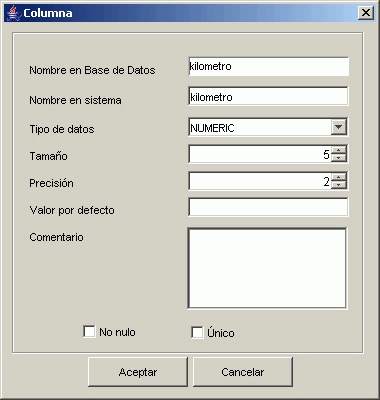 Columna
Nombre en Base de Datos kilometro
Nombre en sistema kilometro
Tipo de datos NUMERIC
Tamaño 5
Precisión 2
Valor por defecto
Comentario
No nulo Único
Aceptar Cancelar